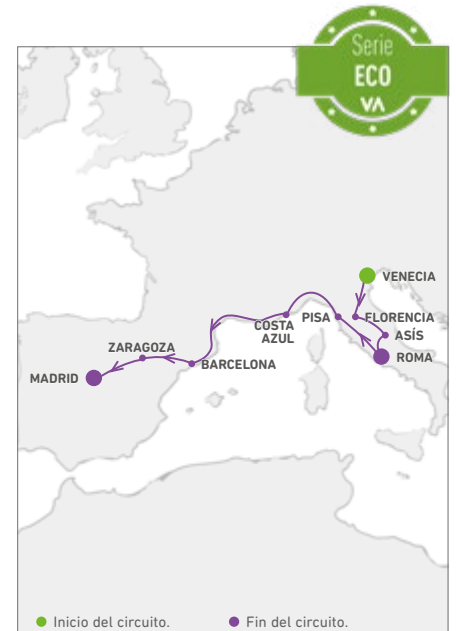 Serie
ECO
VA
VENECIA
FLORENCIA
PISA
ASÍS
COSTA
AZUL
ROMA
ZARAGOZA
BARCELONA
MADRID
Inicio del circuito.
Fin del circuito.